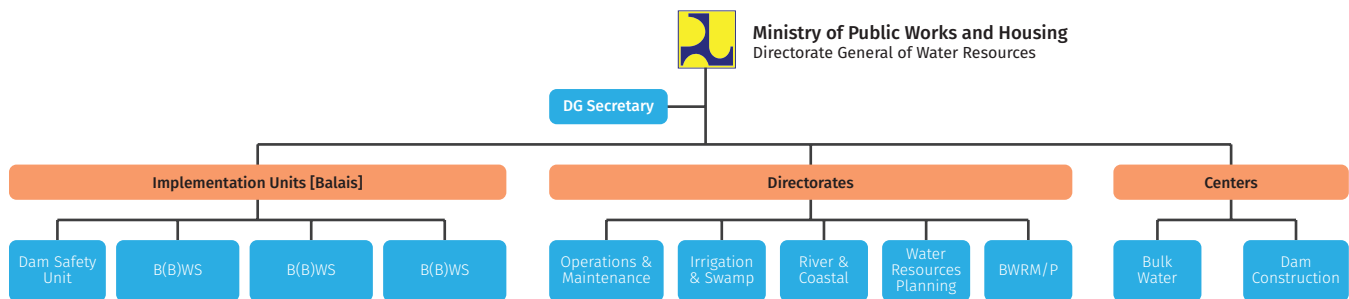 Ministry of Public Works and Housing
Directorate General of Water Resources
DG Secretary
Implementation Units [Balais]
Directorates
Centers
Dam Safety
Unit
B(B)WS
B(B)WS
B(B)WS
Operations &
Maintenance
Irrigation
& Swamp
River &
Coastal
Water
Resources
Planning
BWRM/P
Bulk
Water
Dam
Construction